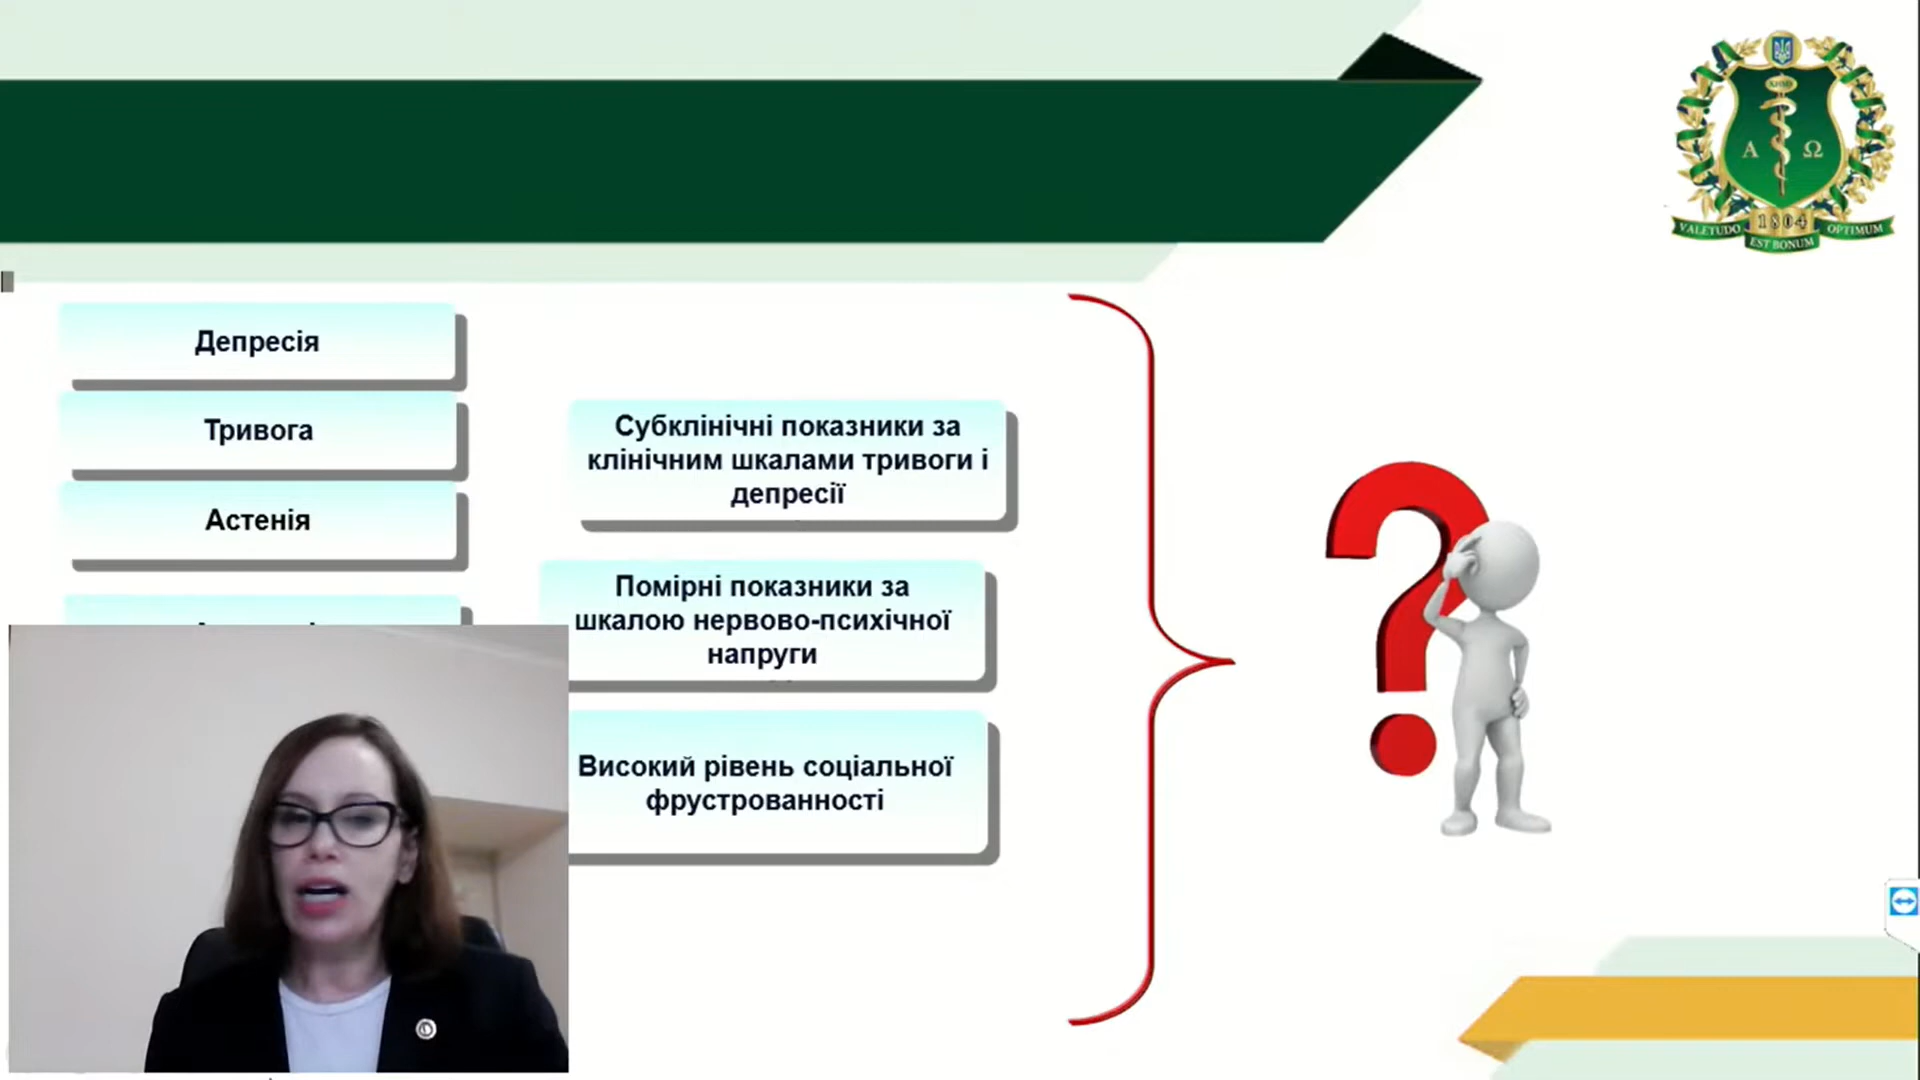 Депресія
Тривога
Астенія
Субклінічні показники за
клінічним шкалами тривоги і
депресії
Помірні показники за
шкалою нервово-психічної
напруги
Високий рівень соціальної
фрустрованності
Α Ω
1804
VALETUDO EST BONUM OPTIMUM